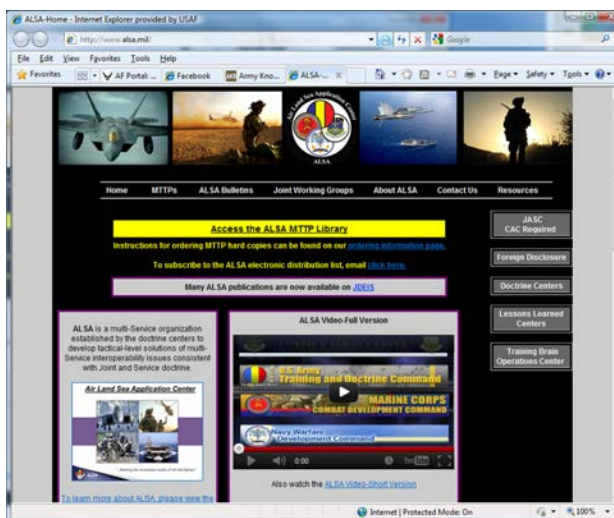 ALSA-Home - Internet Explorer provided by USAF
http://www.alsa.mil/
Google
File Edit View Favorites Tools Help
Favorites AF Portal: ... Facebook Army Kno... ALSA-... Page Safety Tools
Air Land Sea Application Center
ALSA
Home MTTPs ALSA Bulletins Joint Working Groups About ALSA Contact Us Resources
Access the ALSA MTTP Library
Instructions for ordering MTTP hard copies can be found on our ordering information page.
To subscribe to the ALSA electronic distribution list, email click here.
Many ALSA publications are now available on JDEIS
JASC
CAC Required
Foreign Disclosure
Doctrine Centers
Lessons Learned
Centers
Training Brain
Operations Center
ALSA is a multi-Service organization
established by the doctrine centers to
develop tactical-level solutions of multi-
Service interoperability issues consistent
with Joint and Service doctrine.
Air Land Sea Application Center
ALSA
To learn more about ALSA, please view the
ALSA Video-Full Version
U.S. Army
Training and Doctrine Command
MARINE CORPS
COMBAT DEVELOPMENT COMMAND
Navy Warfare
Development Command
0:00
YouTube
Also watch the ALSA Video-Short Version
Internet | Protected Mode: On
100%